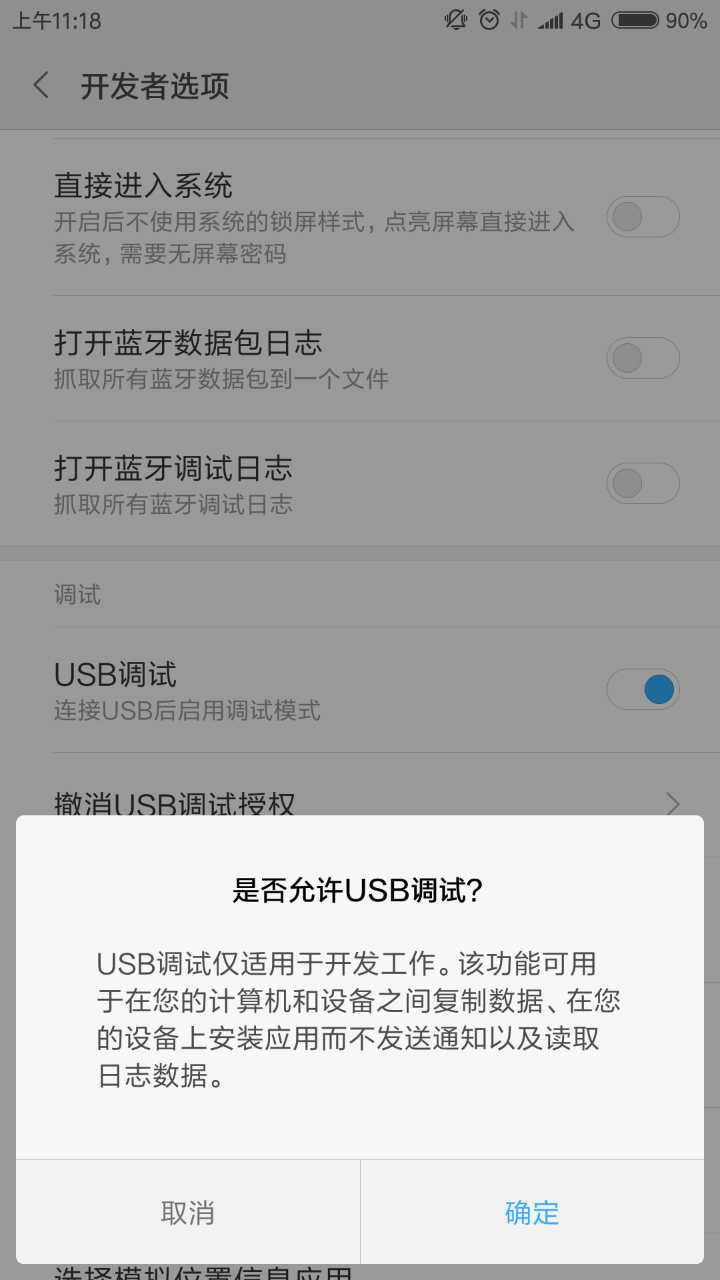 上午11:18
4G
90%
开发者选项
直接进入系统
开启后不使用系统的锁屏样式，点亮屏幕直接进入
系统，需要无屏幕密码
打开蓝牙数据包日志
抓取所有蓝牙数据包到一个文件
打开蓝牙调试日志
抓取所有蓝牙调试日志
调试
USB调试
连接USB后启用调试模式
撤消USB调试授权
是否允许USB调试？
USB调试仅适用于开发工作。该功能可用
于在您的计算机和设备之间复制数据、在您
的设备上安装应用而不发送通知以及读取
日志数据。
取消
确定
选择模拟位置信息应用